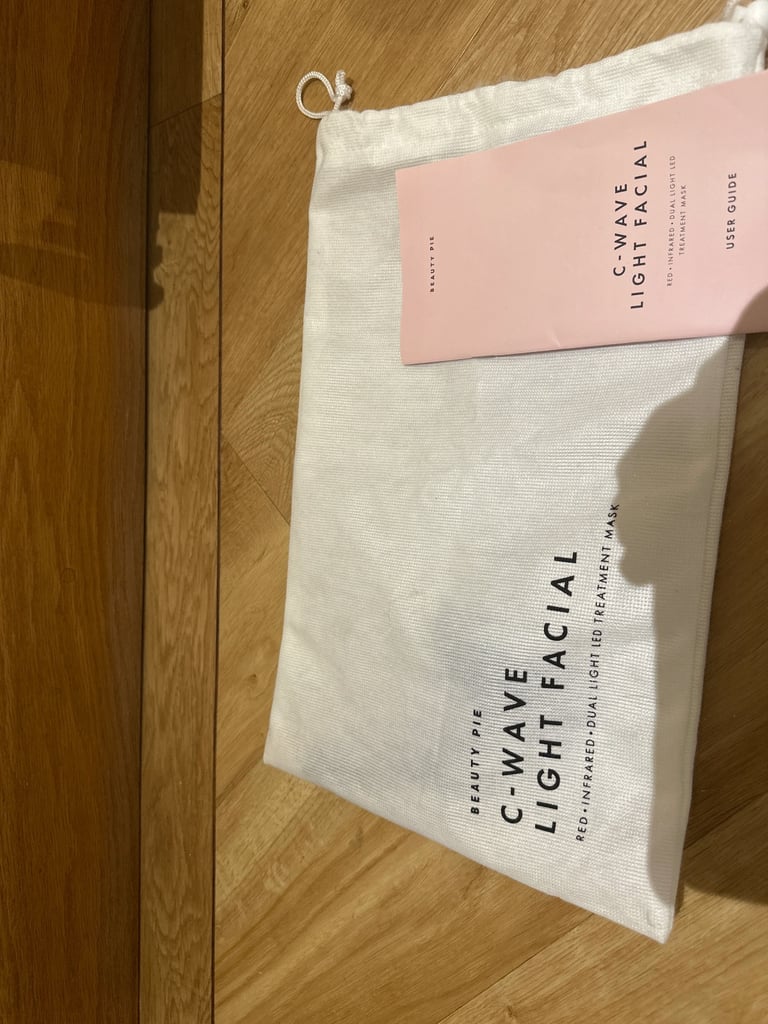 BEAUTY PIE
C-WAVE
LIGHT FACIAL
RED • INFRARED • DUAL LIGHT LED
TREATMENT MASK
USER GUIDE
BEAUTY PIE
C-WAVE
LIGHT FACIAL
RED • INFRARED • DUAL LIGHT LED TREATMENT MASK